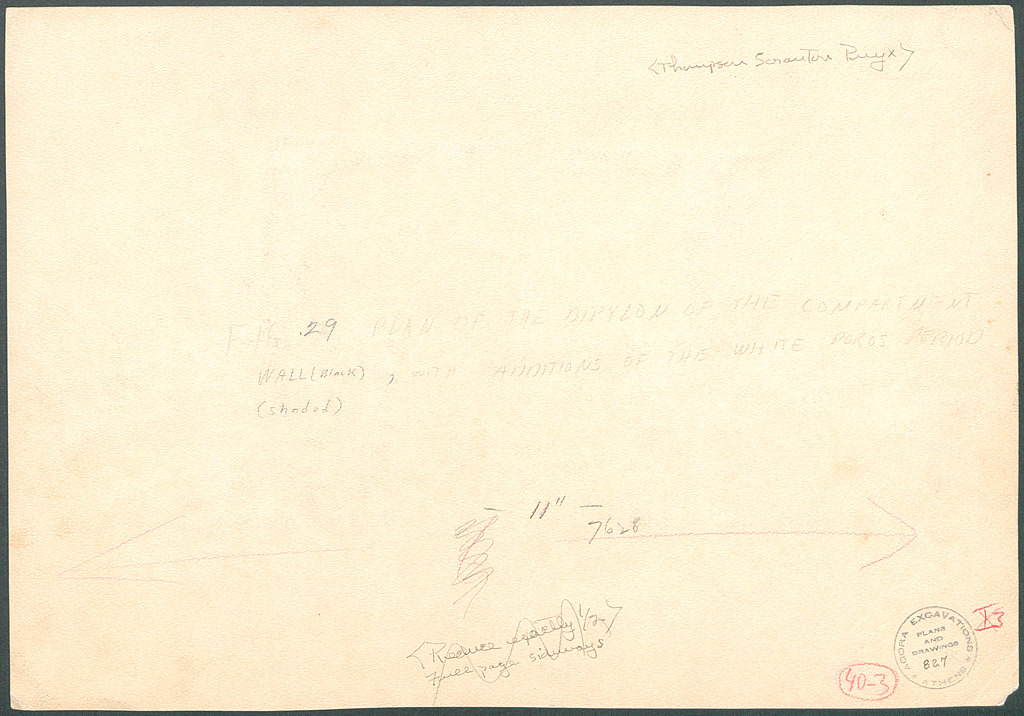 <Thompson Scranton Pnyx>
FIG. 29 PLAN OF THE DIPYLON OF THE COMPARTMENT
WALL (Black), WITH ADDITIONS OF THE WHITE POROS PERIOD
(shaded)
– 11" –
7628
<Reduce exactly 1/2>
Full page sideways
AGORA EXCAVATIONS
PLANS
AND
DRAWINGS
827
* ATHENS *
X3
40-3